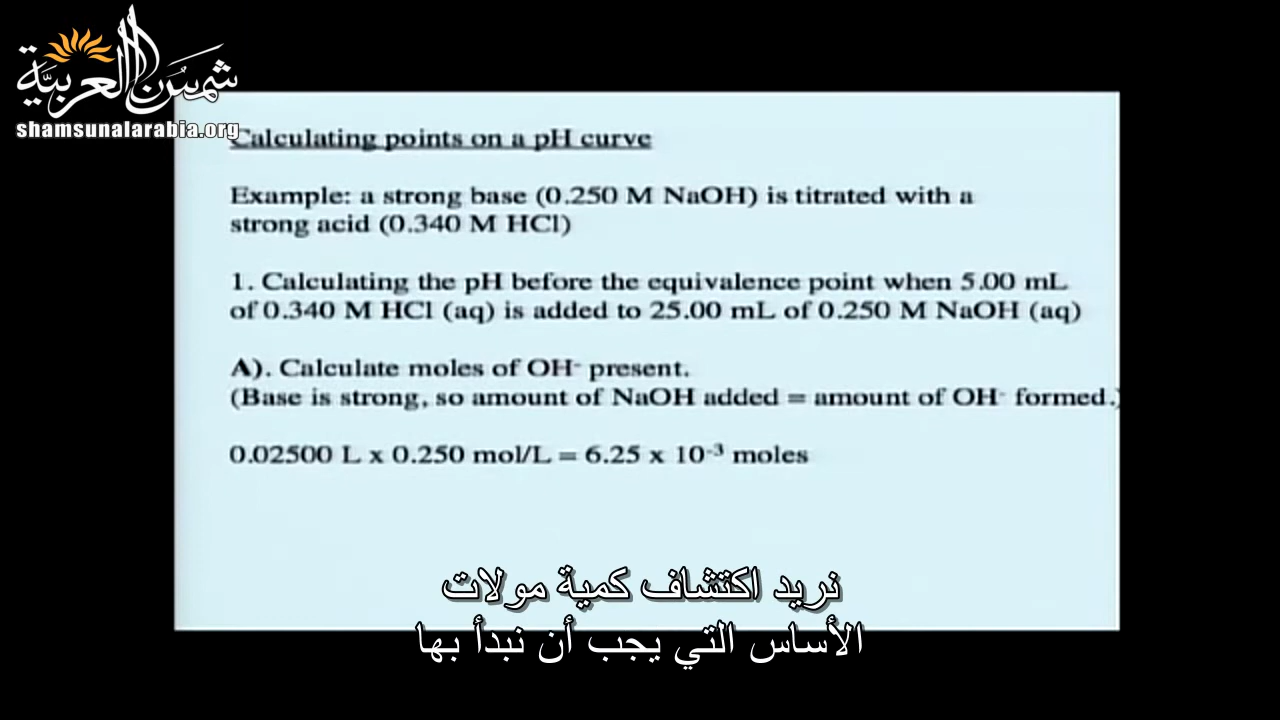 شمسُ العربيّة
shamsunalarabia.org
Calculating points on a pH curve
Example: a strong base (0.250 M NaOH) is titrated with a
strong acid (0.340 M HCl)
1. Calculating the pH before the equivalence point when 5.00 mL
of 0.340 M HCl (aq) is added to 25.00 mL of 0.250 M NaOH (aq)
A). Calculate moles of OH⁻ present.
(Base is strong, so amount of NaOH added = amount of OH⁻ formed.)
0.02500 L x 0.250 mol/L = 6.25 x 10⁻³ moles
نريد اكتشاف كمية مولات
الأساس التي يجب أن نبدأ بها